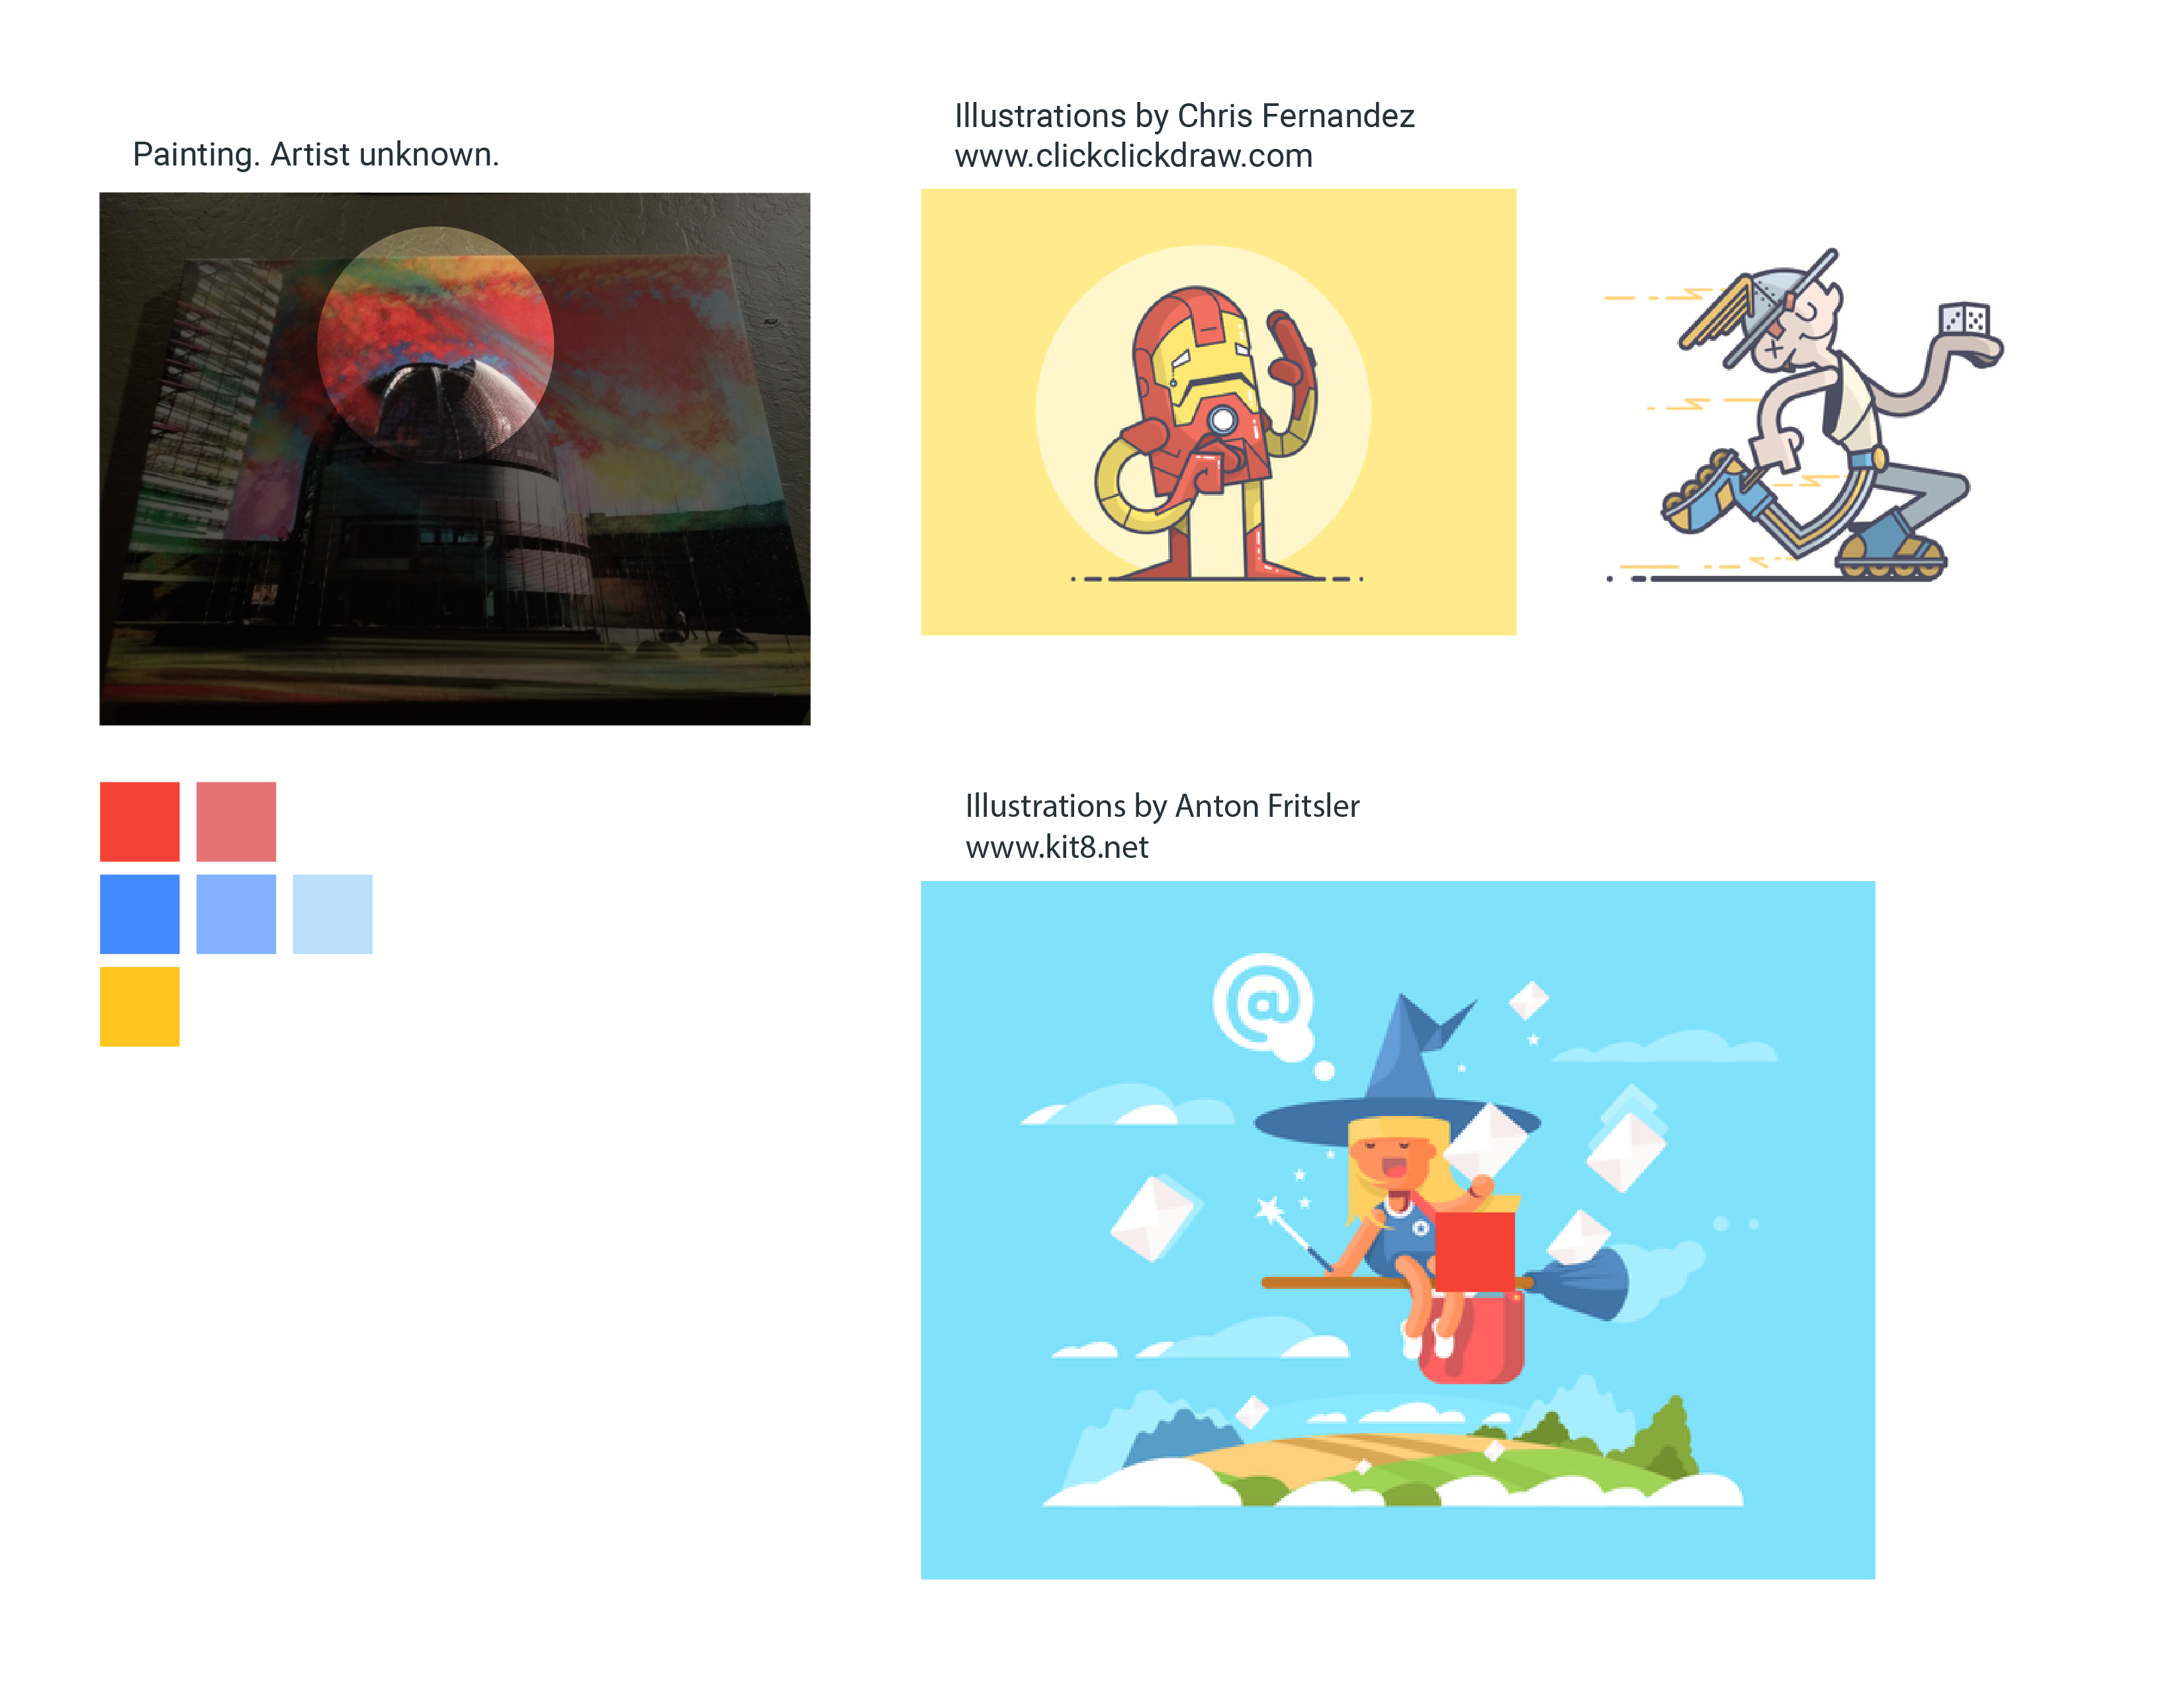 Painting. Artist unknown.
Illustrations by Chris Fernandez
www.clickclickdraw.com
Illustrations by Anton Fritsler
www.kit8.net
@